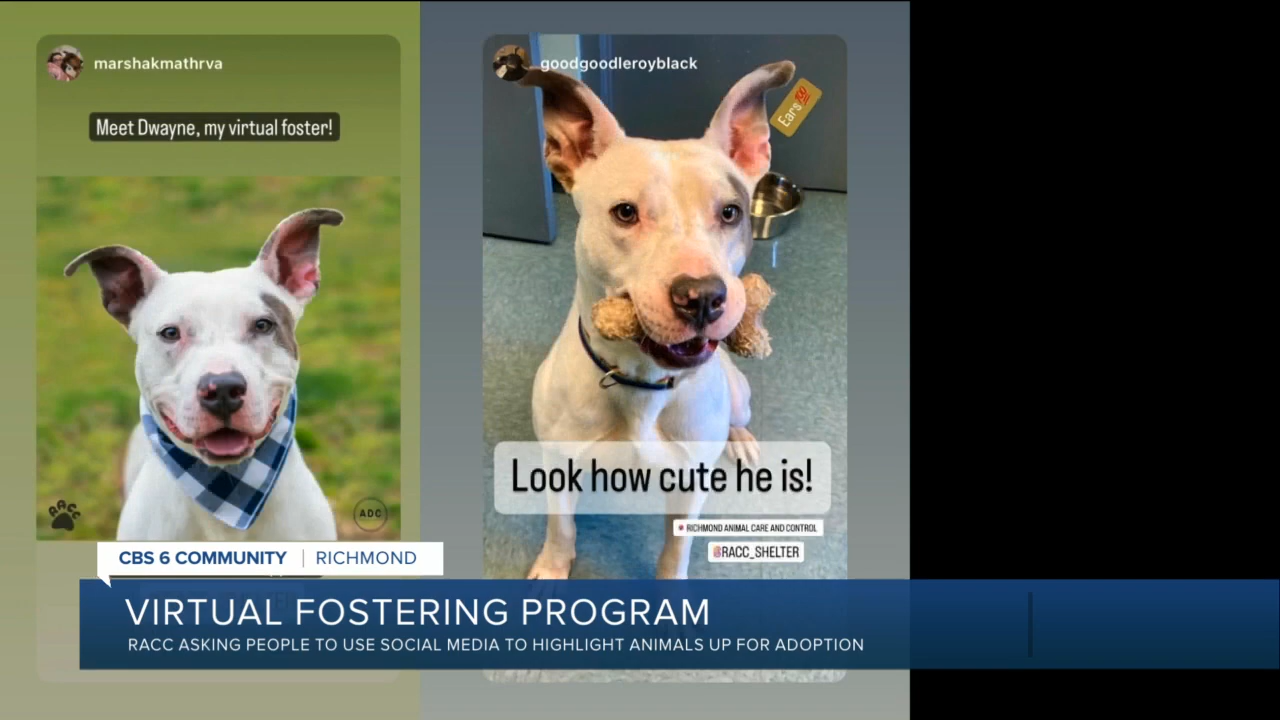 marshakmathrva
Meet Dwayne, my virtual foster!
RACC
ADC
goodgoodleroyblack
Ears💯
Look how cute he is!
RICHMOND ANIMAL CARE AND CONTROL
@RACC_SHELTER
CBS 6 COMMUNITY | RICHMOND
VIRTUAL FOSTERING PROGRAM
RACC ASKING PEOPLE TO USE SOCIAL MEDIA TO HIGHLIGHT ANIMALS UP FOR ADOPTION